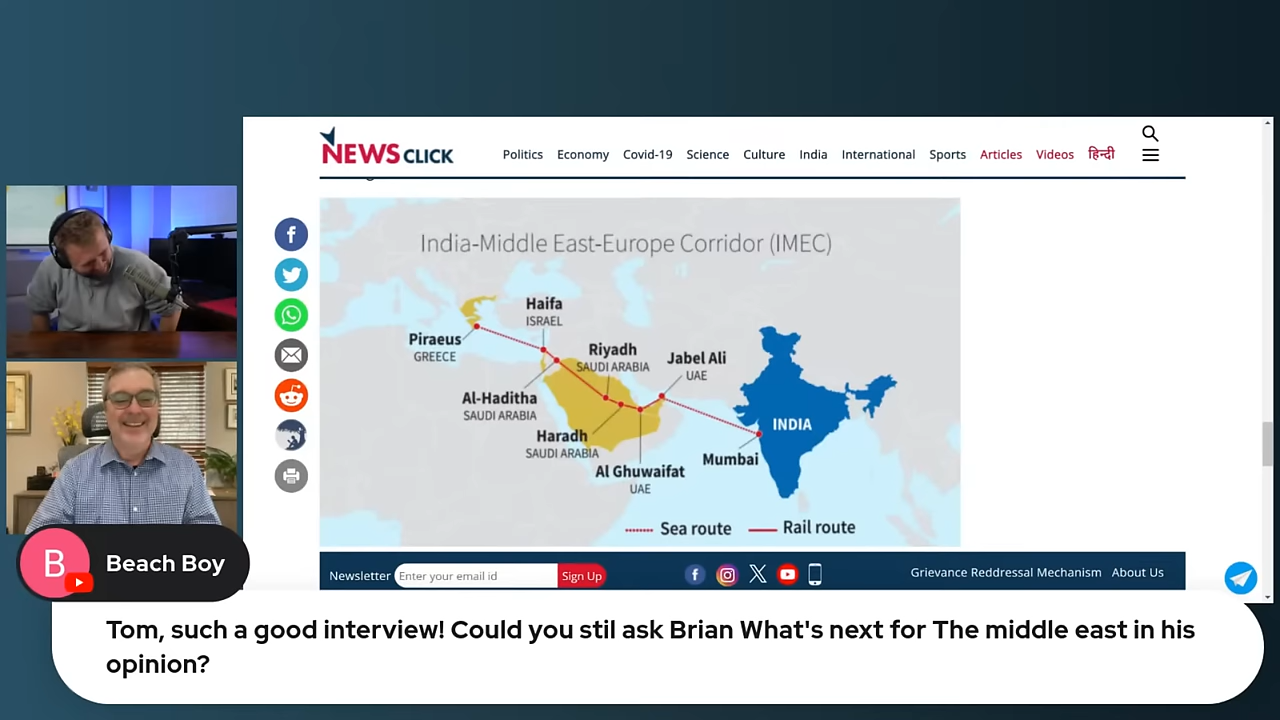 NEWSCLICK
Politics Economy Covid-19 Science Culture India International Sports Articles Videos हिन्दी
India-Middle East-Europe Corridor (IMEC)
Haifa
ISRAEL
Piraeus
GREECE
Riyadh
SAUDI ARABIA
Jabel Ali
UAE
Al-Haditha
SAUDI ARABIA
INDIA
Haradh
SAUDI ARABIA
Mumbai
Al Ghuwaifat
UAE
Sea route Rail route
Newsletter Enter your email id Sign Up
Grievance Reddressal Mechanism About Us
B Beach Boy
Tom, such a good interview! Could you stil ask Brian What's next for The middle east in his
opinion?